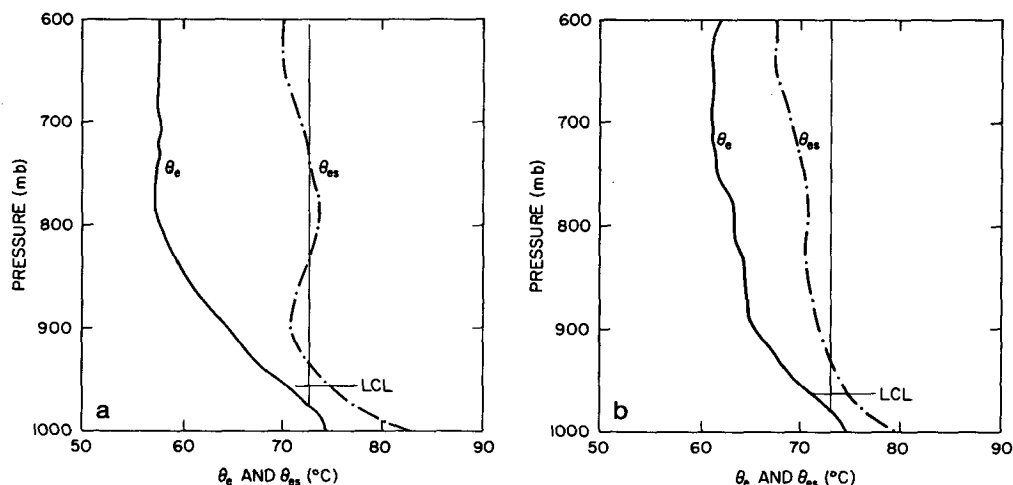 600
700
800
900
1000
PRESSURE (mb)
θe
θes
LCL
a
50 60 70 80 90
θe AND θes (°C)
600
700
800
900
1000
PRESSURE (mb)
θe
θes
LCL
b
50 60 70 80 90
θe AND θes (°C)